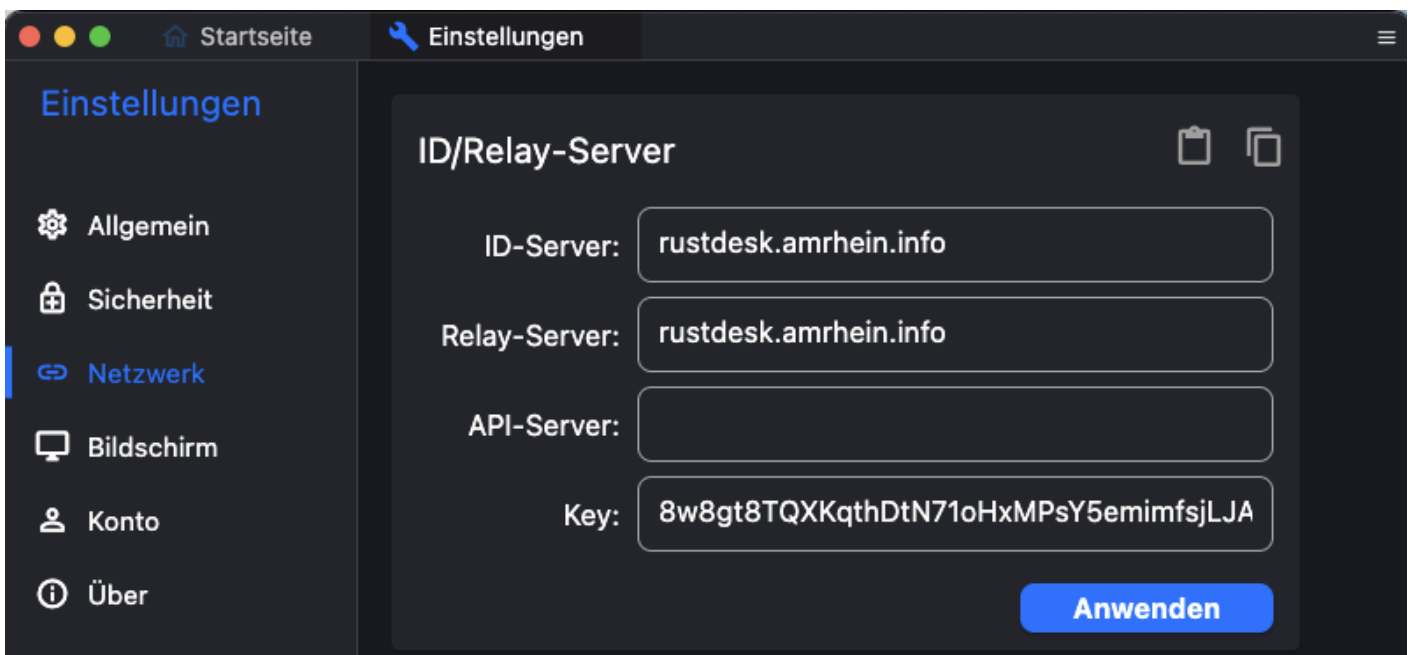 Startseite
Einstellungen
Einstellungen
Allgemein
Sicherheit
Netzwerk
Bildschirm
Konto
Über
ID/Relay-Server
ID-Server: rustdesk.amrhein.info
Relay-Server: rustdesk.amrhein.info
API-Server:
Key: 8w8gt8TQXKqthDtN71oHxMPsY5emimfsjLJA
Anwenden